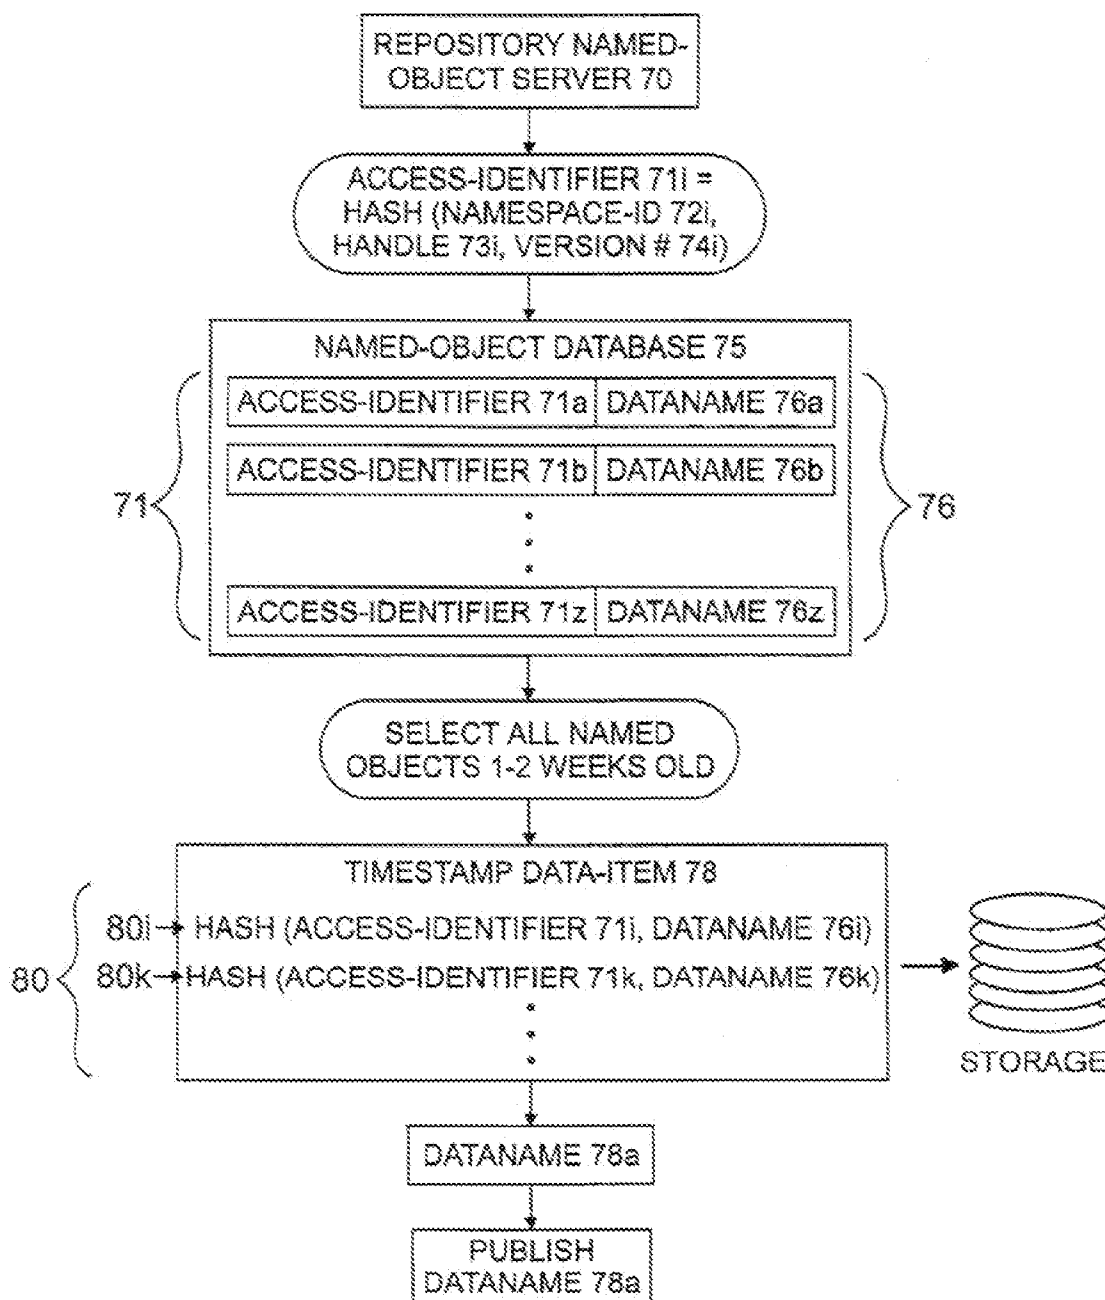 REPOSITORY NAMED-
OBJECT SERVER 70
ACCESS-IDENTIFIER 71i =
HASH (NAMESPACE-ID 72i,
HANDLE 73i, VERSION # 74i)
NAMED-OBJECT DATABASE 75
ACCESS-IDENTIFIER 71a DATANAME 76a
ACCESS-IDENTIFIER 71b DATANAME 76b
71
76
ACCESS-IDENTIFIER 71z DATANAME 76z
SELECT ALL NAMED
OBJECTS 1-2 WEEKS OLD
TIMESTAMP DATA-ITEM 78
80i HASH (ACCESS-IDENTIFIER 71i, DATANAME 76i)
80
80k HASH (ACCESS-IDENTIFIER 71k, DATANAME 76k)
STORAGE
DATANAME 78a
PUBLISH
DATANAME 78a